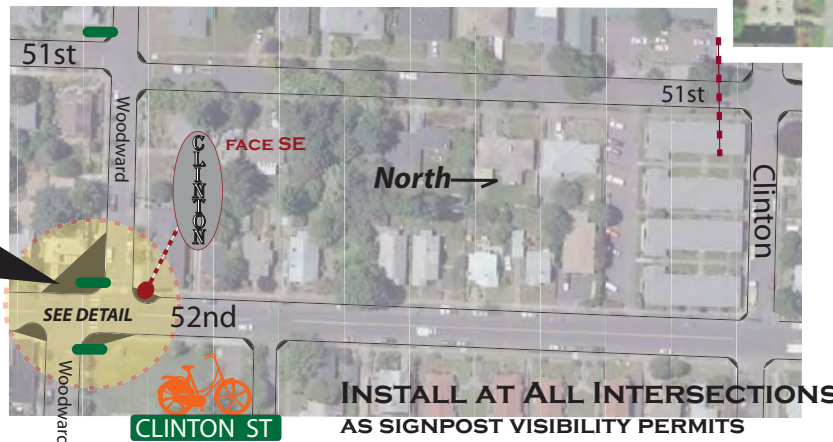 51st
Woodward
CLINTON
FACE SE
North
51st
Clinton
SEE DETAIL
52nd
Woodward
CLINTON ST
INSTALL AT ALL INTERSECTIONS
AS SIGNPOST VISIBILITY PERMITS